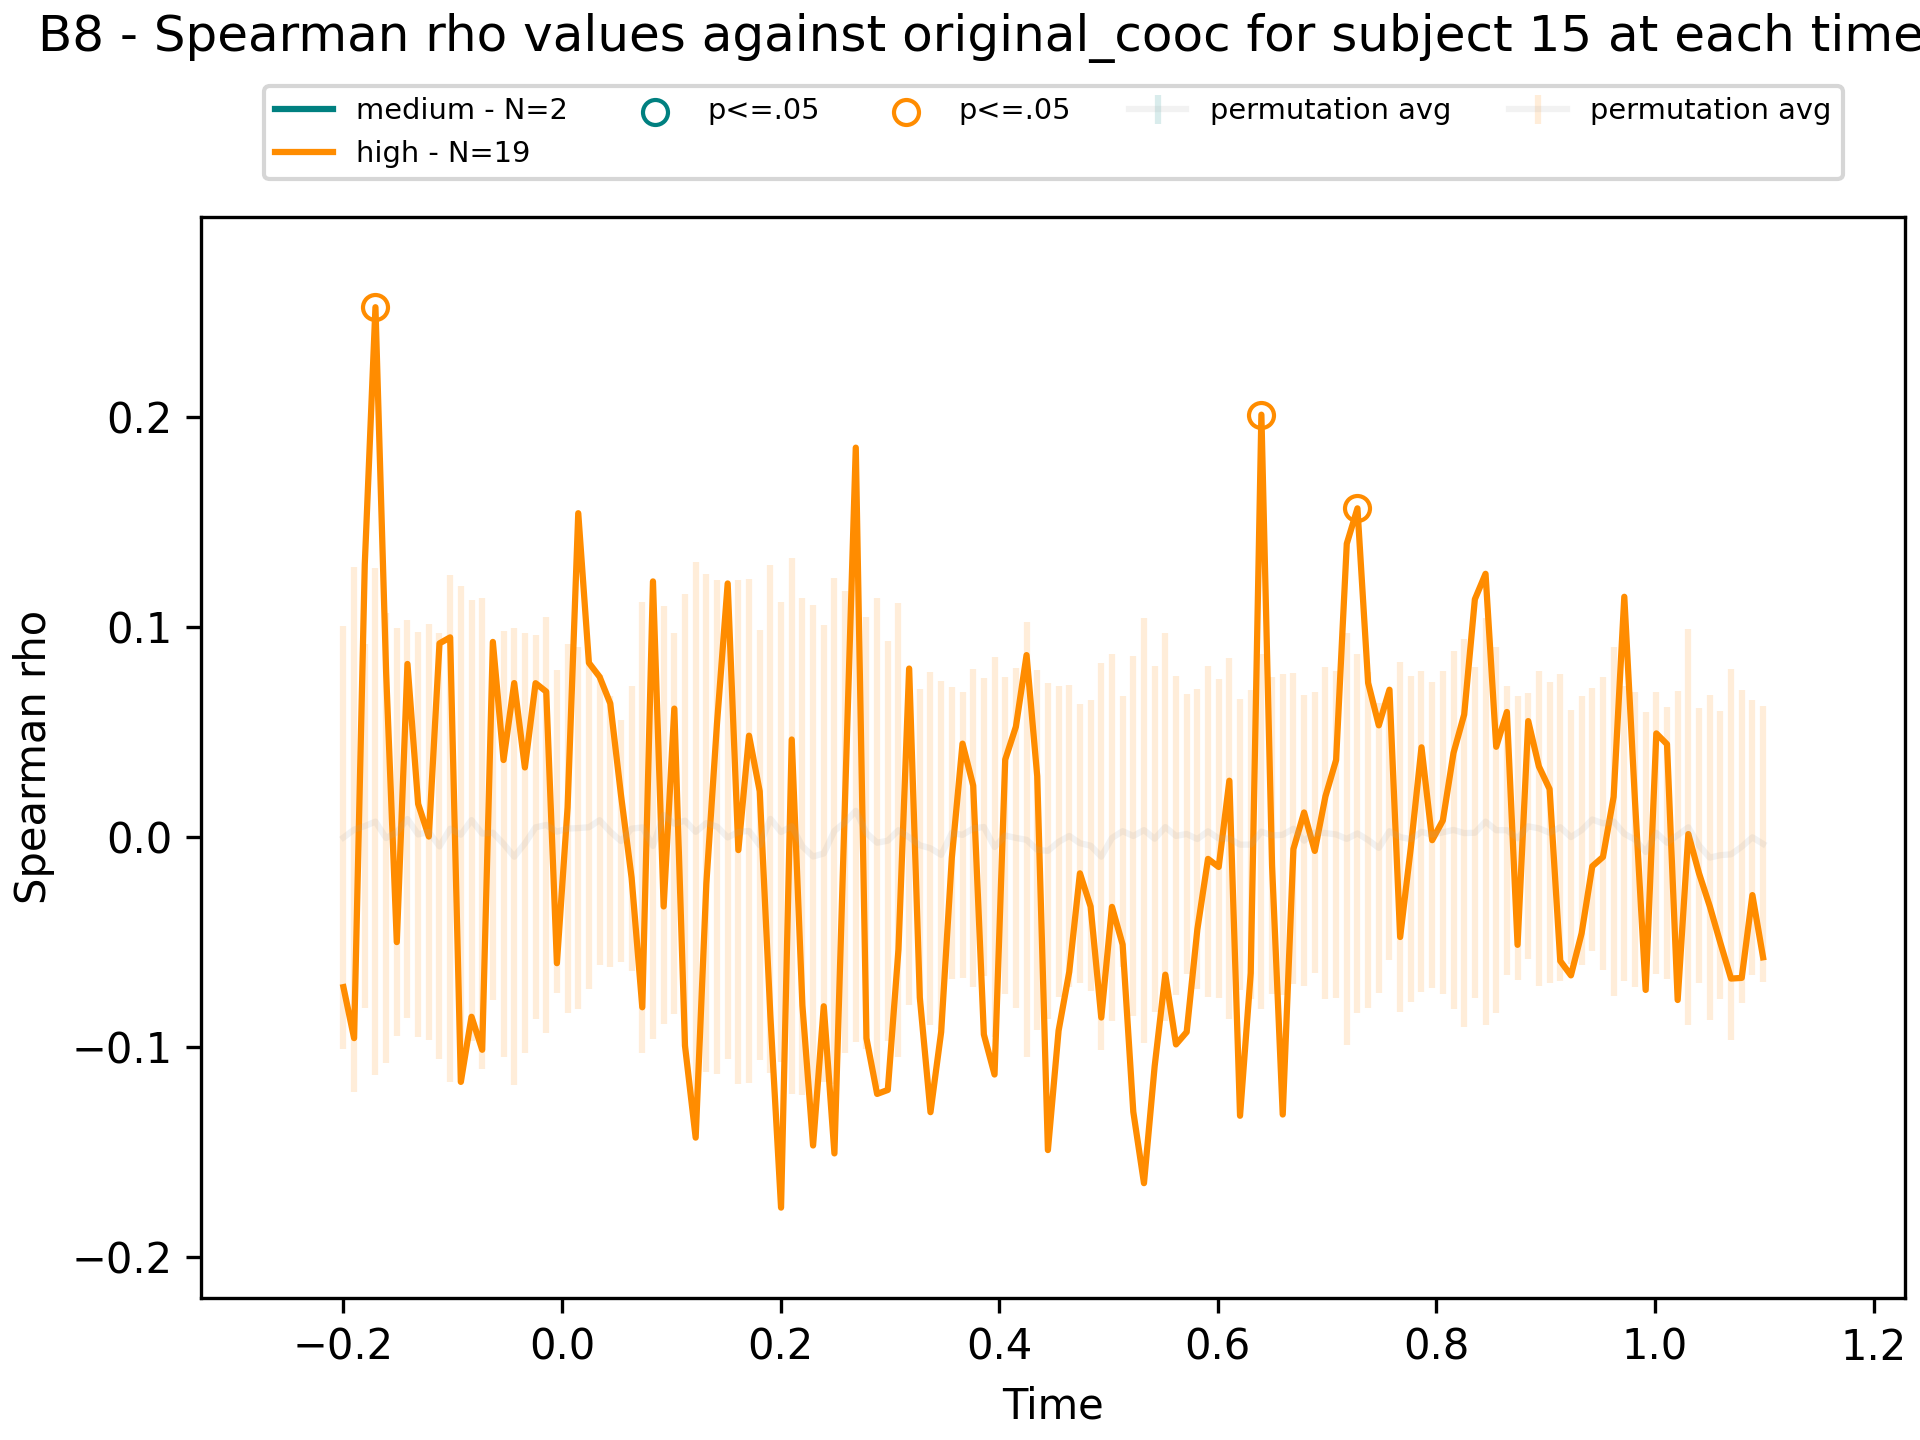 B8 - Spearman rho values against original_cooc for subject 15 at each time
medium - N=2 p<=.05 p<=.05 permutation avg permutation avg
high - N=19
Spearman rho
0.2
0.1
0.0
−0.1
−0.2
−0.2 0.0 0.2 0.4 0.6 0.8 1.0 1.2
Time